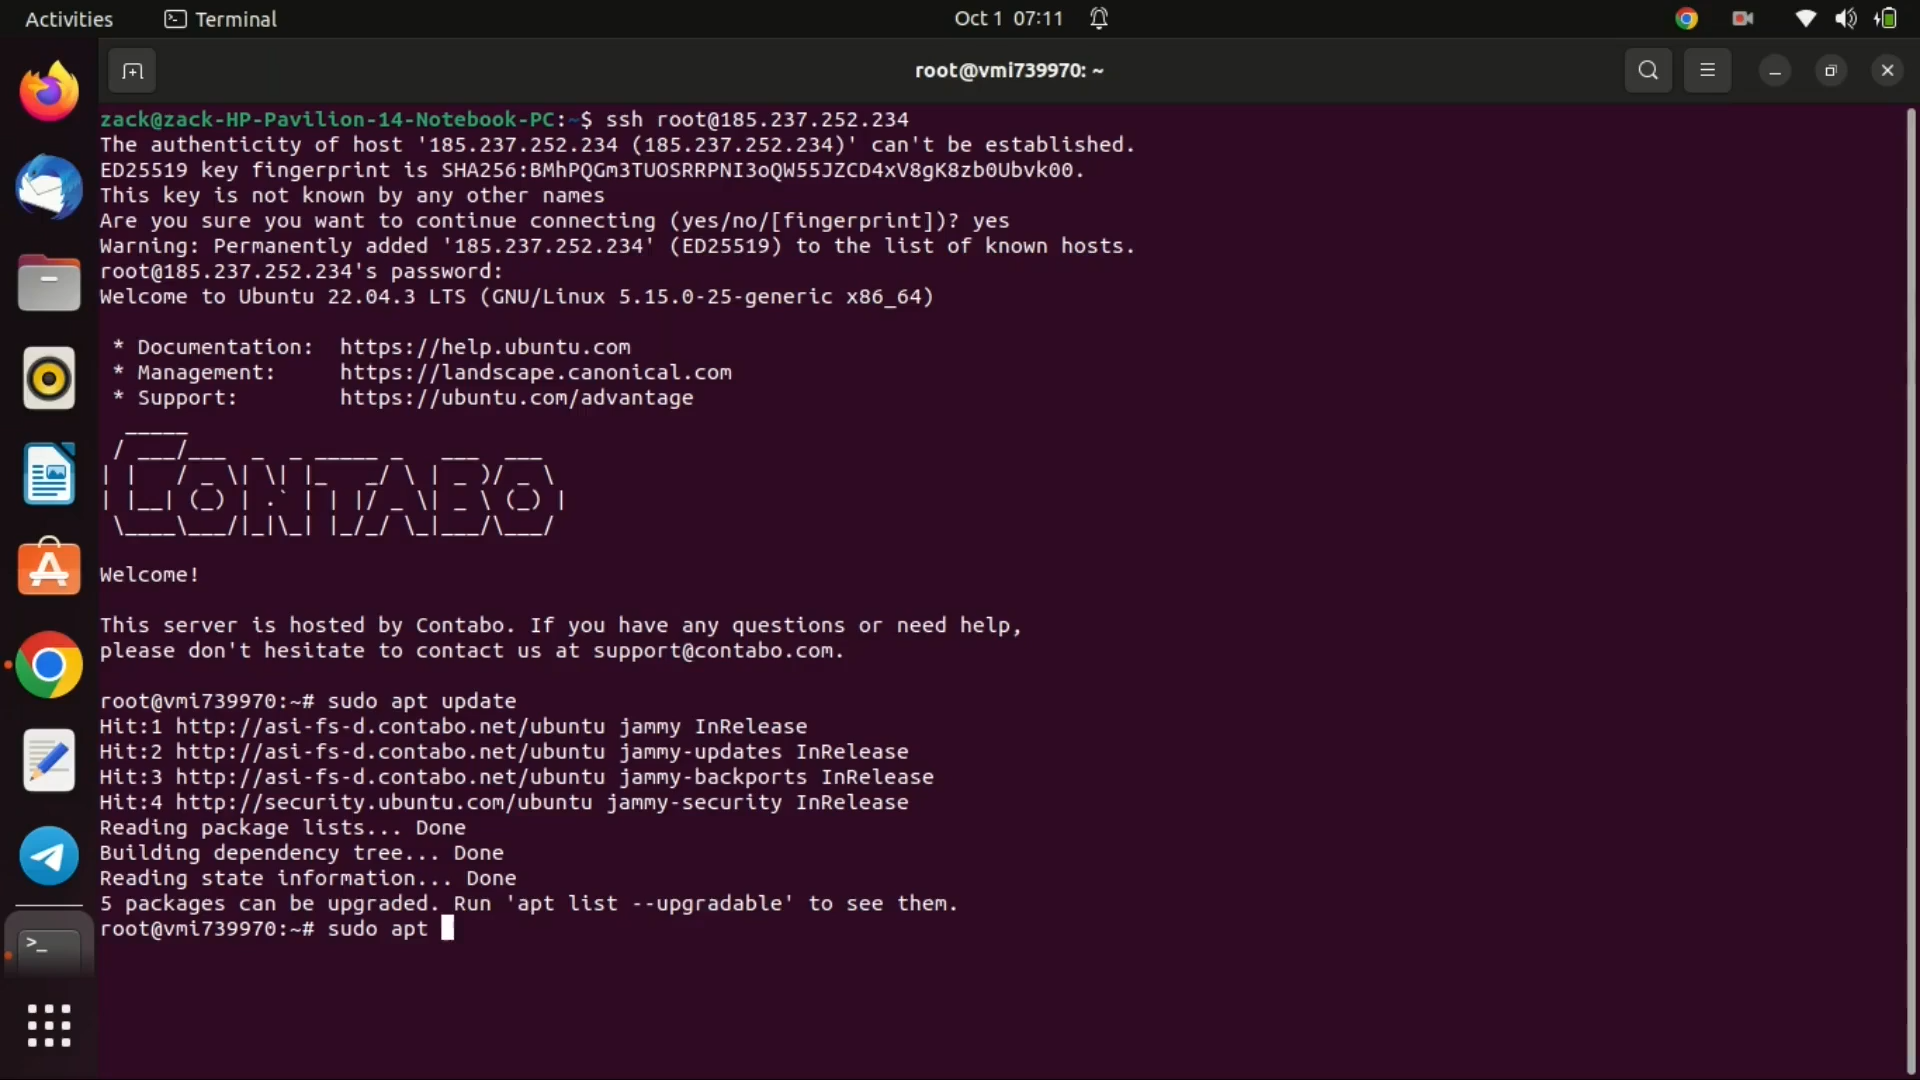 Activities
Terminal
Oct 1 07:11
root@vmi739970: ~
zack@zack-HP-Pavilion-14-Notebook-PC:~$ ssh root@185.237.252.234
The authenticity of host '185.237.252.234 (185.237.252.234)' can't be established.
ED25519 key fingerprint is SHA256:BMhPQGm3TUOSRRPNI3oQW55JZCD4xV8gK8zb0Ubvk00.
This key is not known by any other names
Are you sure you want to continue connecting (yes/no/[fingerprint])? yes
Warning: Permanently added '185.237.252.234' (ED25519) to the list of known hosts.
root@185.237.252.234's password:
Welcome to Ubuntu 22.04.3 LTS (GNU/Linux 5.15.0-25-generic x86_64)
* Documentation: https://help.ubuntu.com
* Management: https://landscape.canonical.com
* Support: https://ubuntu.com/advantage
CONTABO
Welcome!
This server is hosted by Contabo. If you have any questions or need help,
please don't hesitate to contact us at support@contabo.com.
root@vmi739970:~# sudo apt update
Hit:1 http://asi-fs-d.contabo.net/ubuntu jammy InRelease
Hit:2 http://asi-fs-d.contabo.net/ubuntu jammy-updates InRelease
Hit:3 http://asi-fs-d.contabo.net/ubuntu jammy-backports InRelease
Hit:4 http://security.ubuntu.com/ubuntu jammy-security InRelease
Reading package lists... Done
Building dependency tree... Done
Reading state information... Done
5 packages can be upgraded. Run 'apt list --upgradable' to see them.
root@vmi739970:~# sudo apt